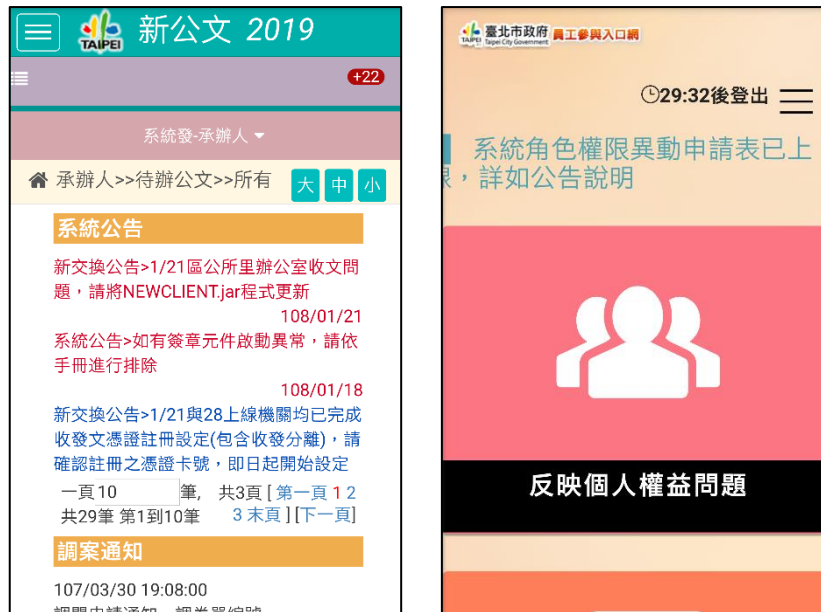 TAIPEI
新公文 2019
+22
系統發-承辦人
承辦人>>待辦公文>>所有 大 中 小
系統公告
新交換公告>1/21區公所里辦公室收文問
題，請將NEWCLIENT.jar程式更新
108/01/21
系統公告>如有簽章元件啟動異常，請依
手冊進行排除
108/01/18
新交換公告>1/21與28上線機關均已完成
收發文憑證註冊設定(包含收發分離)，請
確認註冊之憑證卡號，即日起開始設定
一頁10 筆, 共3頁 [ 第一頁 1 2
共29筆 第1到10筆 3 末頁 ] [下一頁]
調案通知
107/03/30 19:08:00
臺北市政府 員工參與入口網
Taipei City Government
29:32後登出
系統角色權限異動申請表已上
，詳如公告說明
反映個人權益問題